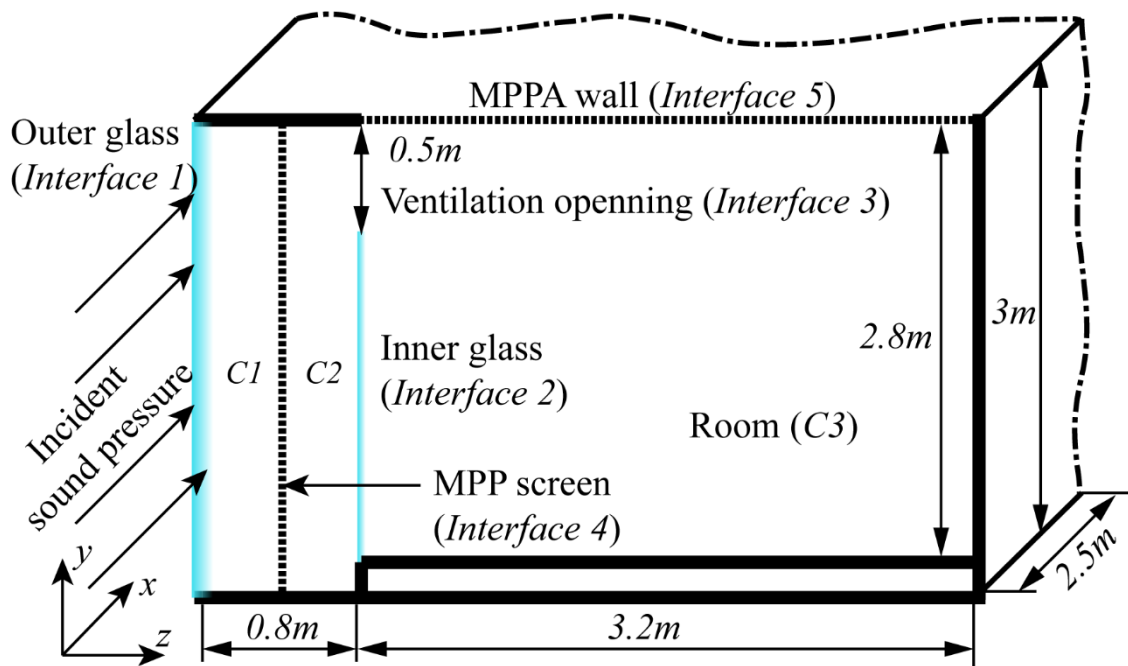 MPPA wall (Interface 5)
Outer glass
(Interface 1)
0.5m
Ventilation openning (Interface 3)
3m
2.8m
Inner glass
(Interface 2)
C1
C2
Incident
sound pressure
Room (C3)
MPP screen
(Interface 4)
2.5m
y
x
z
0.8m
3.2m